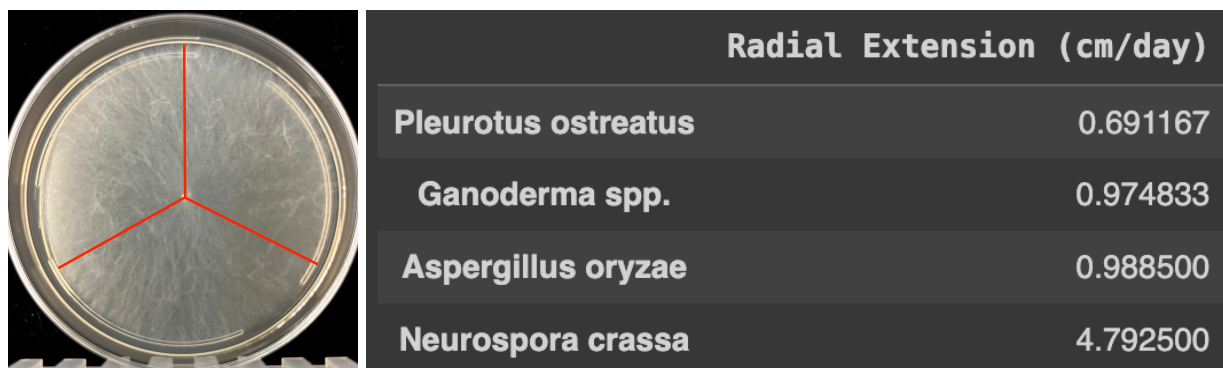 Radial Extension (cm/day)
Pleurotus ostreatus 0.691167
Ganoderma spp. 0.974833
Aspergillus oryzae 0.988500
Neurospora crassa 4.792500